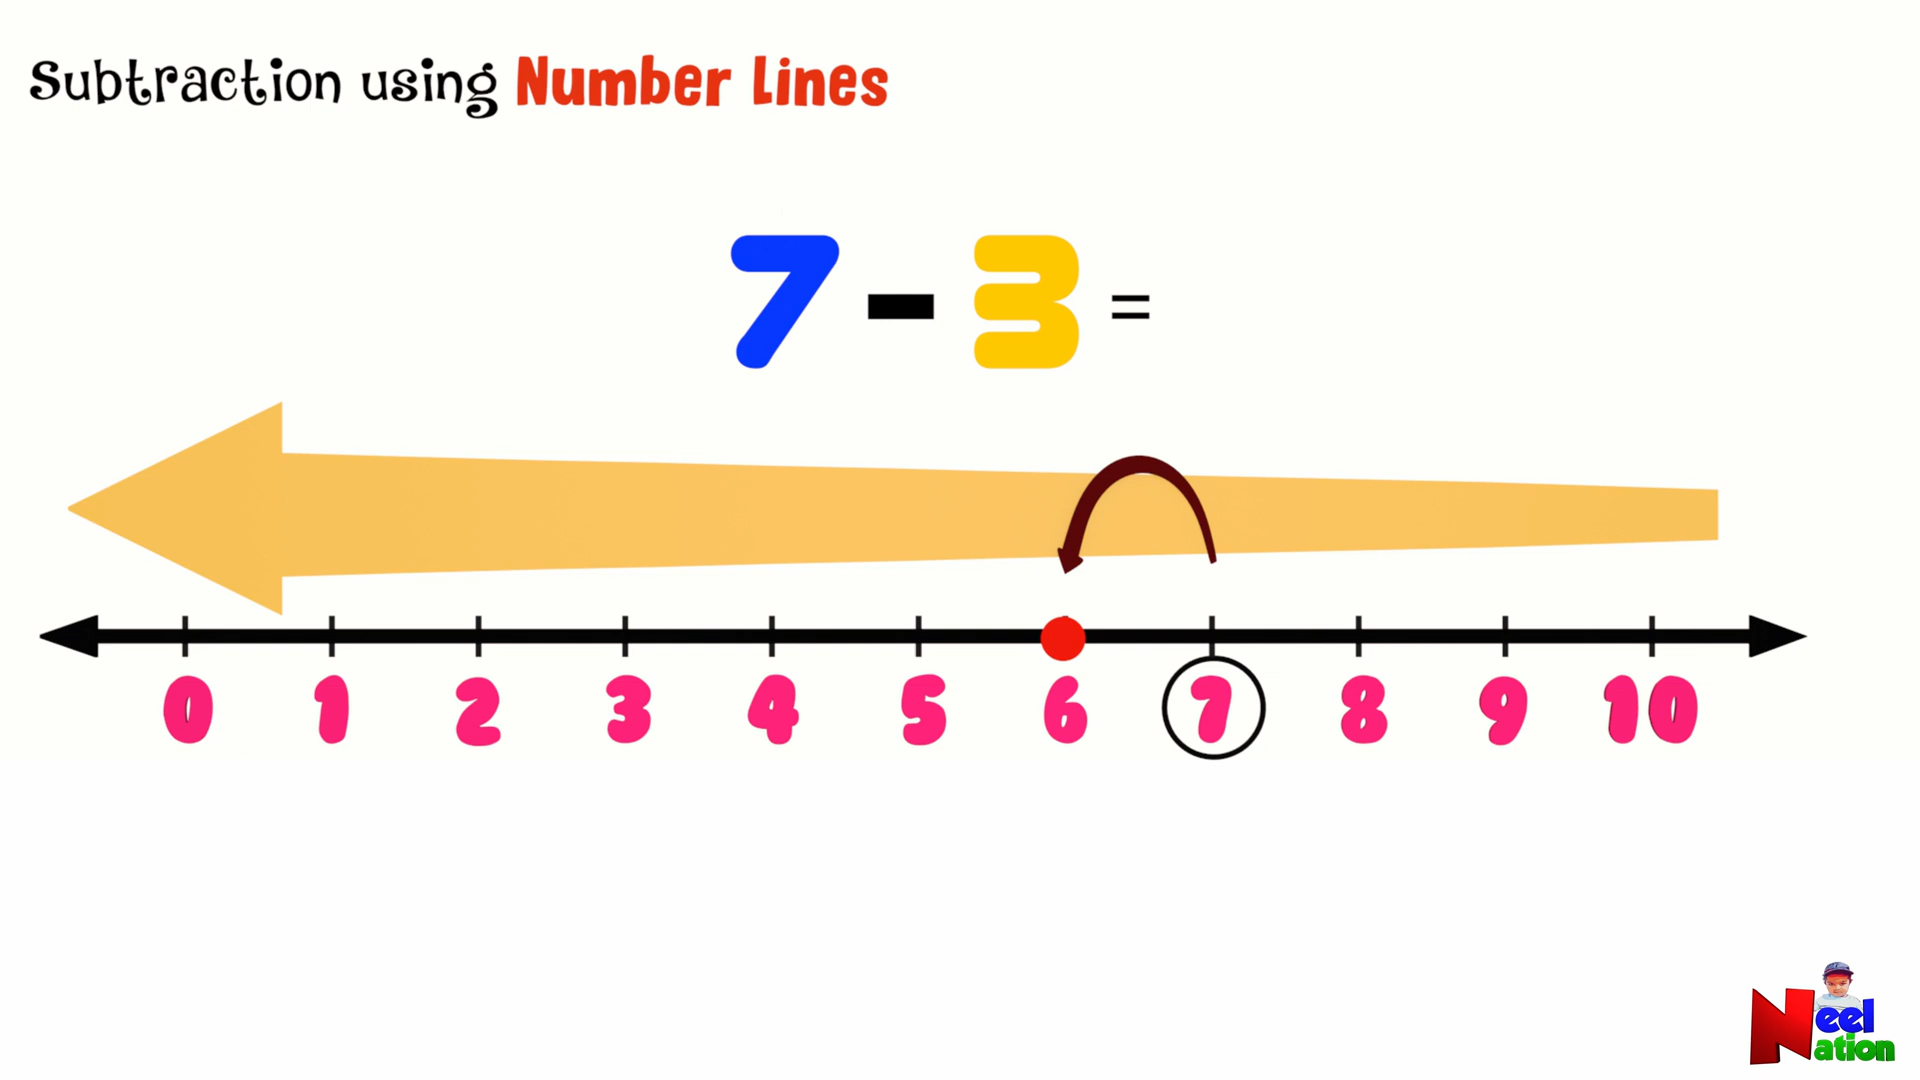 Subtraction using Number Lines
7 - 3 =
0 1 2 3 4 5 6 7 8 9 10
Neel
Nation